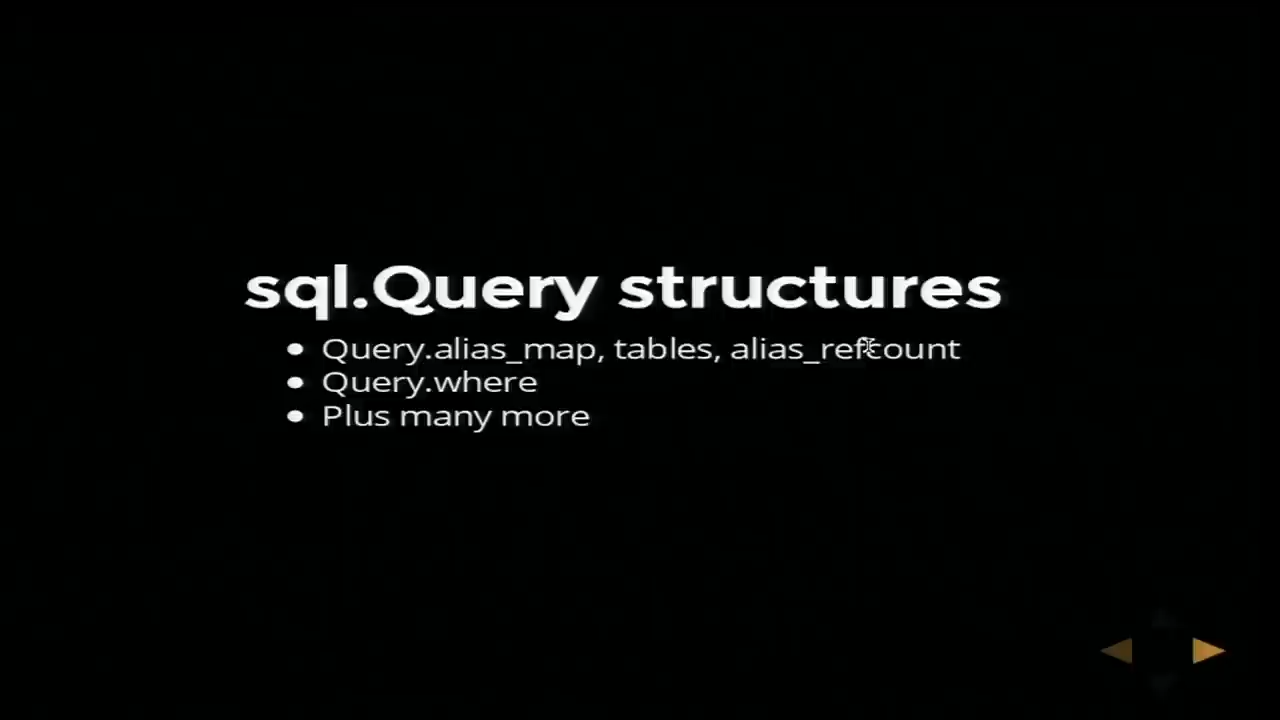 sql.Query structures
Query.alias_map, tables, alias_refcount
Query.where
Plus many more